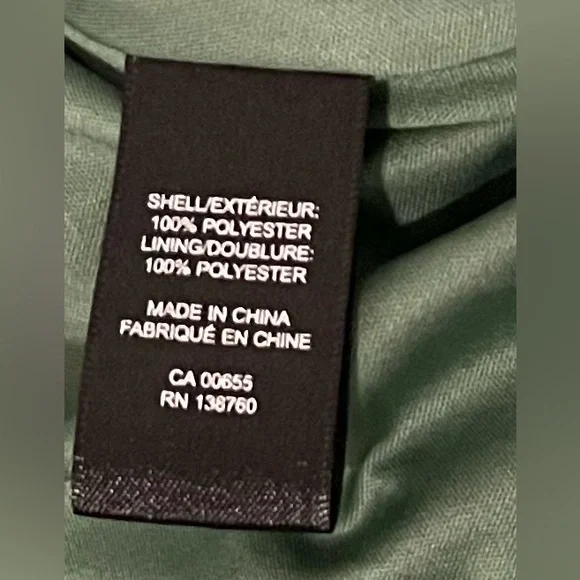 SHELL/EXTÉRIEUR:
100% POLYESTER
LINING/DOUBLURE:
100% POLYESTER
MADE IN CHINA
FABRIQUÉ EN CHINE
CA 00655
RN 138760